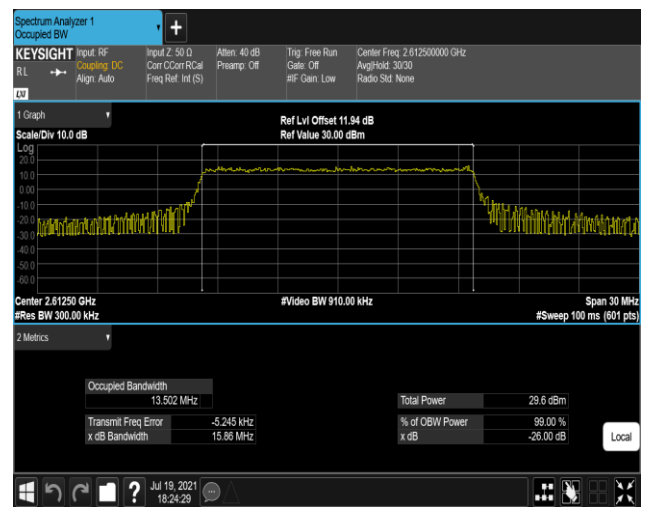 Spectrum Analyzer 1
Occupied BW
+
KEYSIGHT Input: RF Input Z: 50 Ω Atten: 40 dB Trig: Free Run Center Freq: 2.612500000 GHz
RL Coupling: DC Corr CCorr RCal Preamp: Off Gate: Off Avg|Hold: 30/30
Align: Auto Freq Ref: Int (S) #IF Gain: Low Radio Std: None
LXI
1 Graph
Ref Lvl Offset 11.94 dB
Scale/Div 10.0 dB Ref Value 30.00 dBm
Log
20.0
10.0
0.00
-10.0
-20.0
-30.0
-40.0
-50.0
-60.0
Center 2.61250 GHz #Video BW 910.00 kHz Span 30 MHz
#Res BW 300.00 kHz #Sweep 100 ms (601 pts)
2 Metrics
Occupied Bandwidth
13.502 MHz Total Power 29.6 dBm
Transmit Freq Error -5.245 kHz % of OBW Power 99.00 %
x dB Bandwidth 15.86 MHz x dB -26.00 dB
Local
? Jul 19, 2021
18:24:29